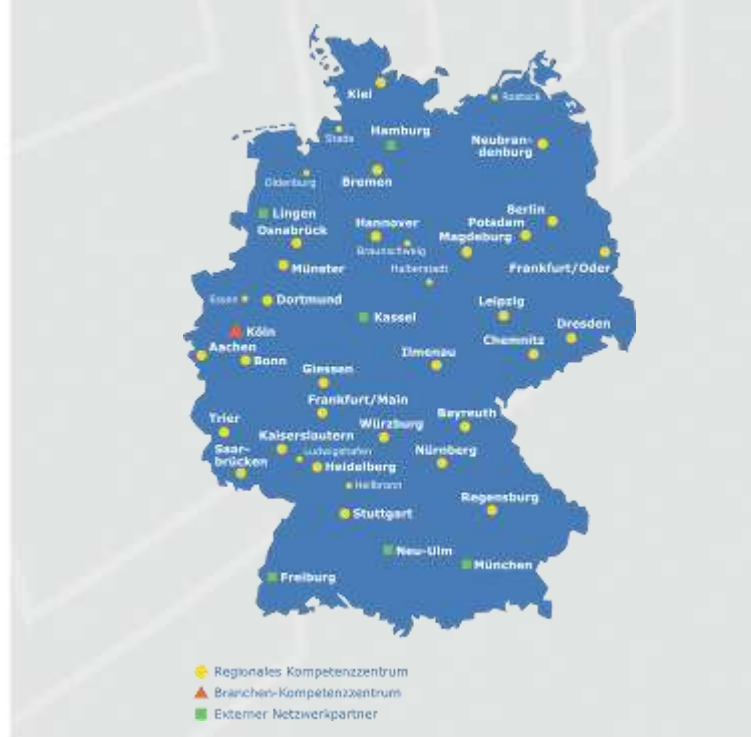 Kiel
Rostock
Stade
Hamburg
Neubran-
denburg
Oldenburg
Bremen
Lingen
Osnabrück
Hannover
Braunschweig
Berlin
Potsdam
Magdeburg
Frankfurt/Oder
Münster
Halberstadt
Essen
Dortmund
Kassel
Leipzig
Köln
Dresden
Aachen
Bonn
Ilmenau
Chemnitz
Giessen
Frankfurt/Main
Trier
Würzburg
Bayreuth
Kaiserslautern
Saar-
brücken
Ludwigshafen
Heidelberg
Nürnberg
Heilbronn
Regensburg
Stuttgart
Neu-Ulm
München
Freiburg
Regionales Kompetenzzentrum
Branchen-Kompetenzzentrum
Externer Netzwerkpartner